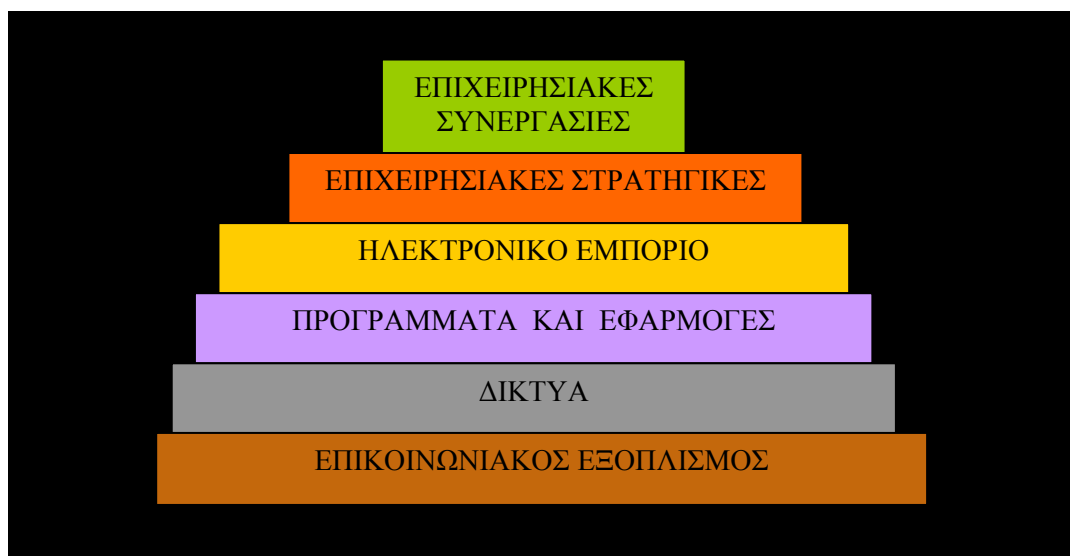 ΕΠΙΧΕΙΡΗΣΙΑΚΕΣ
ΣΥΝΕΡΓΑΣΙΕΣ
ΕΠΙΧΕΙΡΗΣΙΑΚΕΣ ΣΤΡΑΤΗΓΙΚΕΣ
ΗΛΕΚΤΡΟΝΙΚΟ ΕΜΠΟΡΙΟ
ΠΡΟΓΡΑΜΜΑΤΑ ΚΑΙ ΕΦΑΡΜΟΓΕΣ
ΔΙΚΤΥΑ
ΕΠΙΚΟΙΝΩΝΙΑΚΟΣ ΕΞΟΠΛΙΣΜΟΣ